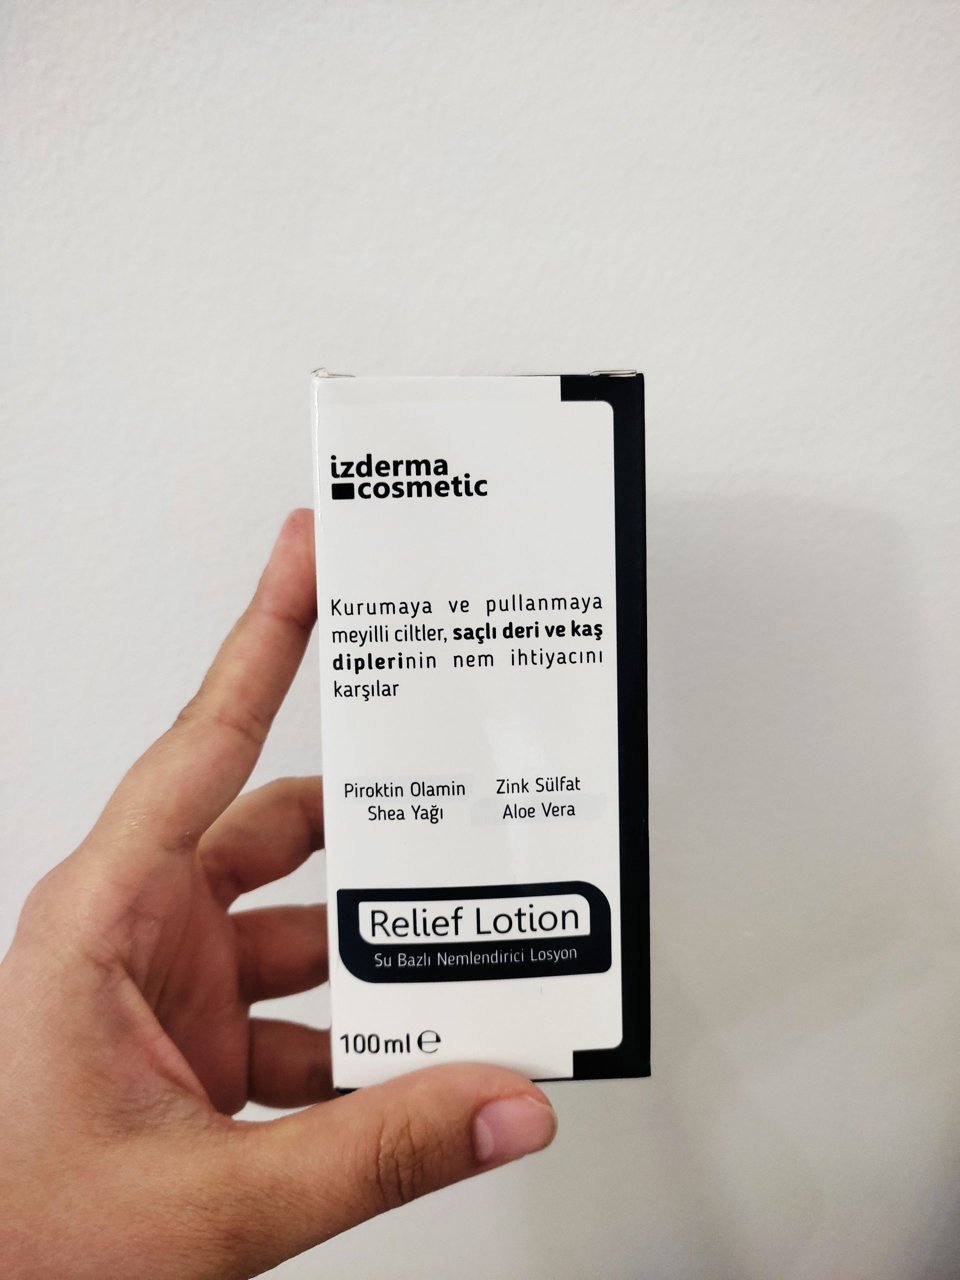 izderma
cosmetic
Kurumaya ve pullanmaya
meyilli ciltler, saçlı deri ve kaş
diplerinin nem ihtiyacını
karşılar
Piroktin Olamin
Shea Yağı
Zink Sülfat
Aloe Vera
Relief Lotion
Su Bazlı Nemlendirici Losyon
100ml ℮